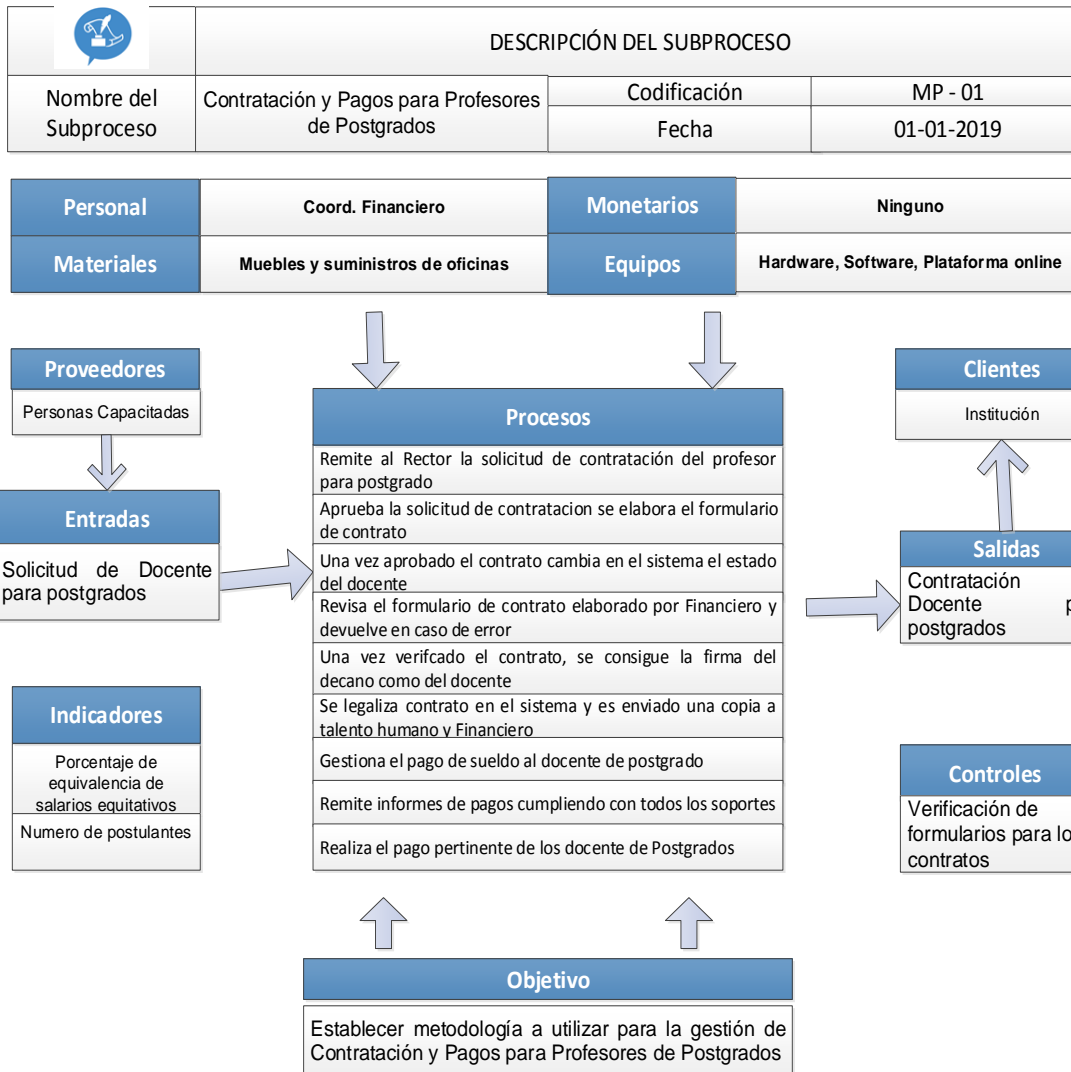 DESCRIPCIÓN DEL SUBPROCESO
Nombre del
Subproceso
Contratación y Pagos para Profesores
de Postgrados
Codificación
MP - 01
Fecha
01-01-2019
Personal
Coord. Financiero
Monetarios
Ninguno
Materiales
Muebles y suministros de oficinas
Equipos
Hardware, Software, Plataforma online
Proveedores
Personas Capacitadas
Entradas
Solicitud de Docente
para postgrados
Indicadores
Porcentaje de
equivalencia de
salarios equitativos
Numero de postulantes
Procesos
Remite al Rector la solicitud de contratación del profesor
para postgrado
Aprueba la solicitud de contratacion se elabora el formulario
de contrato
Una vez aprobado el contrato cambia en el sistema el estado
del docente
Revisa el formulario de contrato elaborado por Financiero y
devuelve en caso de error
Una vez verifcado el contrato, se consigue la firma del
decano como del docente
Se legaliza contrato en el sistema y es enviado una copia a
talento humano y Financiero
Gestiona el pago de sueldo al docente de postgrado
Remite informes de pagos cumpliendo con todos los soportes
Realiza el pago pertinente de los docente de Postgrados
Clientes
Institución
Salidas
Contratación
Docente
postgrados
Controles
Verificación de
formularios para
contratos
Objetivo
Establecer metodología a utilizar para la gestión de
Contratación y Pagos para Profesores de Postgrados